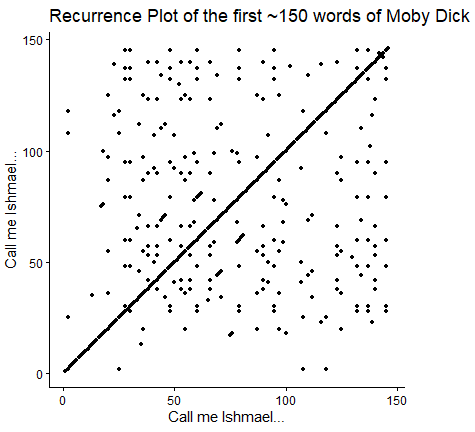 Recurrence Plot of the first ~150 words of Moby Dick
150
100
50
0
Call me Ishmael...
0 50 100 150
Call me Ishmael...